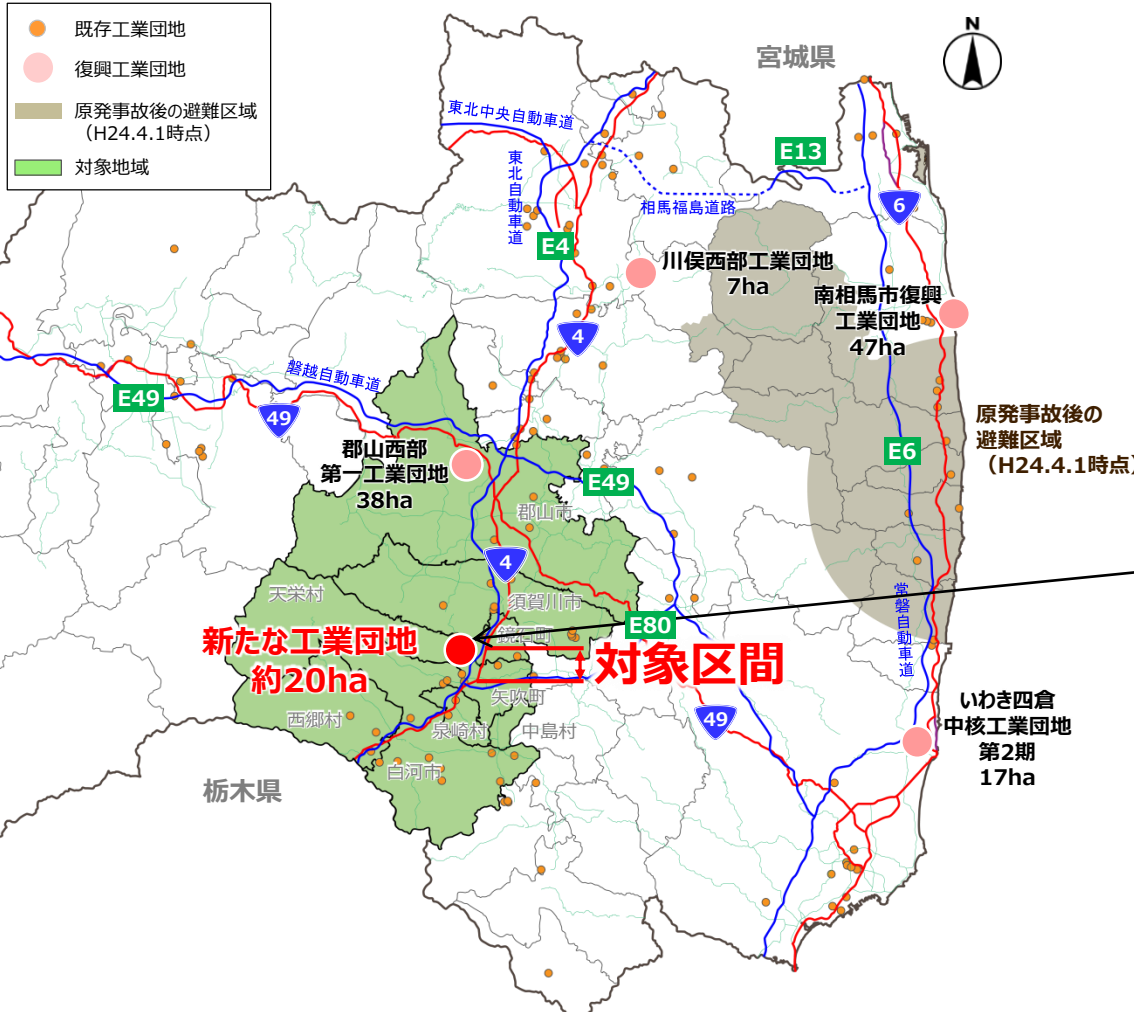 既存工業団地
復興工業団地
原発事故後の避難区域
（H24.4.1時点）
対象地域
宮城県
N
東北中央自動車道
東北自動車道
E13
相馬福島道路
6
E4
川俣西部工業団地
7ha
南相馬市復興
工業団地
47ha
4
磐越自動車道
E49
49
郡山西部
第一工業団地
38ha
E49
原発事故後の
避難区域
（H24.4.1時点）
E6
郡山市
4
天栄村
須賀川市
常磐自動車道
鏡石町
E80
新たな工業団地
約20ha
対象区間
矢吹町
西郷村
泉崎村
中島村
49
いわき四倉
中核工業団地
第2期
17ha
白河市
栃木県